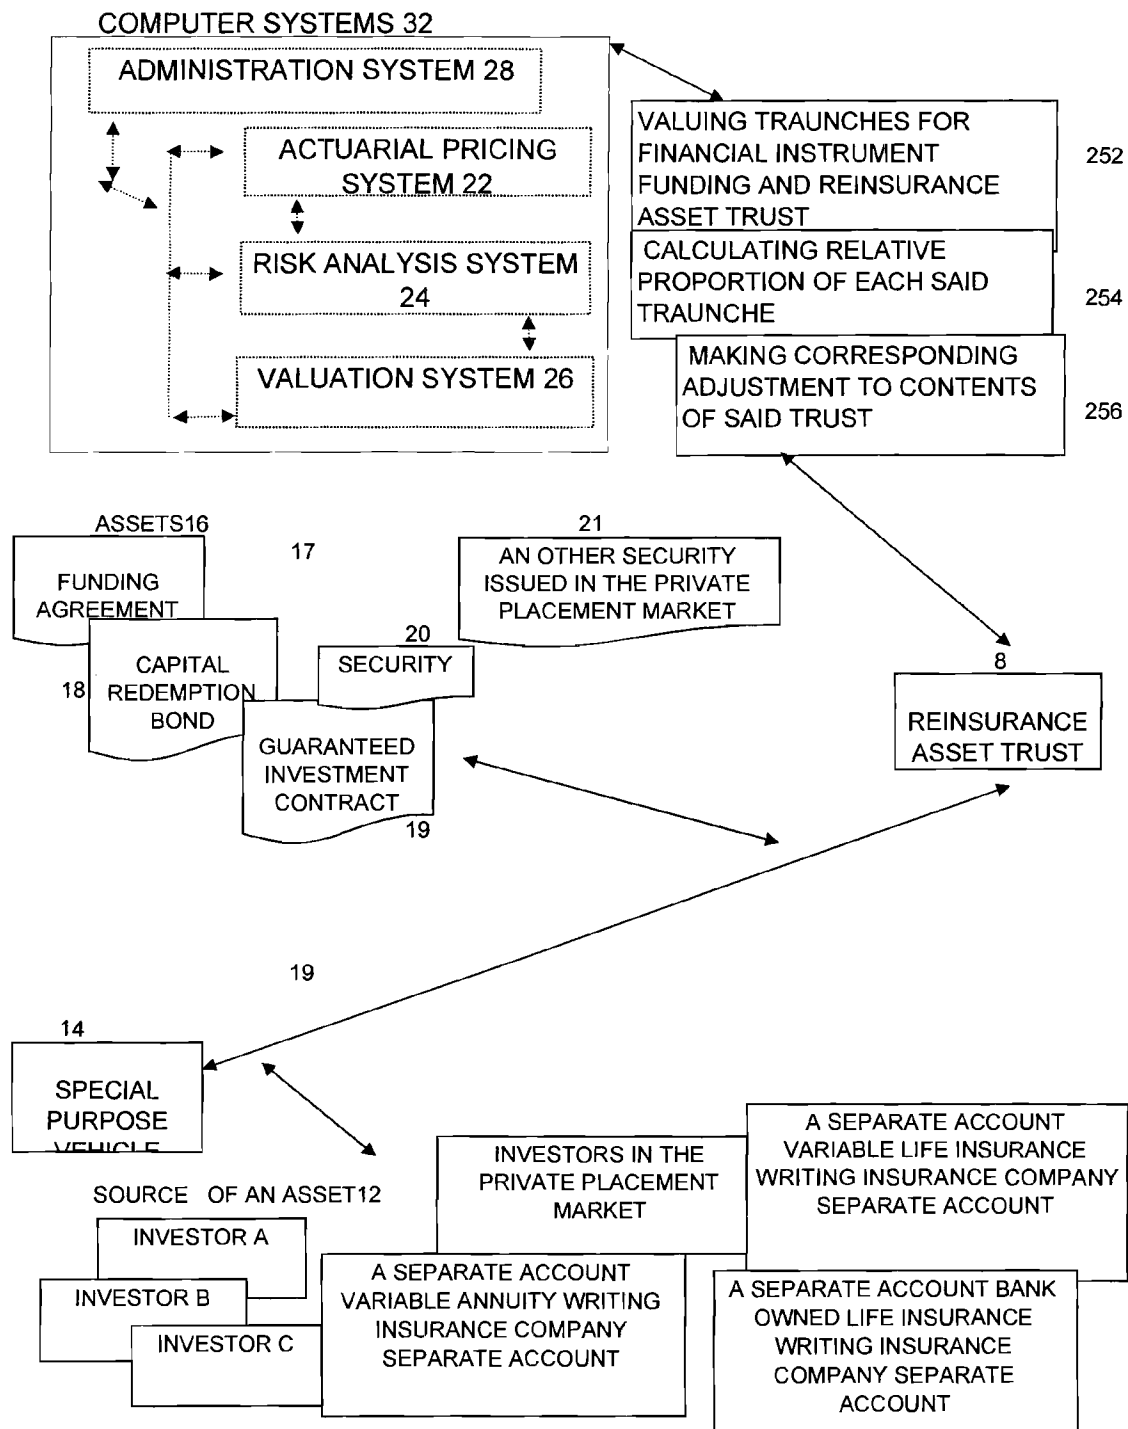 COMPUTER SYSTEMS 32
ADMINISTRATION SYSTEM 28
ACTUARIAL PRICING
SYSTEM 22
RISK ANALYSIS SYSTEM
24
VALUATION SYSTEM 26
VALUING TRAUNCHES FOR
FINANCIAL INSTRUMENT
FUNDING AND REINSURANCE
ASSET TRUST
252
CALCULATING RELATIVE
PROPORTION OF EACH SAID
TRAUNCHE
254
MAKING CORRESPONDING
ADJUSTMENT TO CONTENTS
OF SAID TRUST
256
ASSETS16
FUNDING
AGREEMENT
17
18
CAPITAL
REDEMPTION
BOND
20
SECURITY
GUARANTEED
INVESTMENT
CONTRACT
19
21
AN OTHER SECURITY
ISSUED IN THE PRIVATE
PLACEMENT MARKET
8
REINSURANCE
ASSET TRUST
19
14
SPECIAL
PURPOSE
VEHICLE
SOURCE OF AN ASSET12
INVESTOR A
INVESTOR B
INVESTOR C
INVESTORS IN THE
PRIVATE PLACEMENT
MARKET
A SEPARATE ACCOUNT
VARIABLE ANNUITY WRITING
INSURANCE COMPANY
SEPARATE ACCOUNT
A SEPARATE ACCOUNT
VARIABLE LIFE INSURANCE
WRITING INSURANCE COMPANY
SEPARATE ACCOUNT
A SEPARATE ACCOUNT BANK
OWNED LIFE INSURANCE
WRITING INSURANCE
COMPANY SEPARATE
ACCOUNT